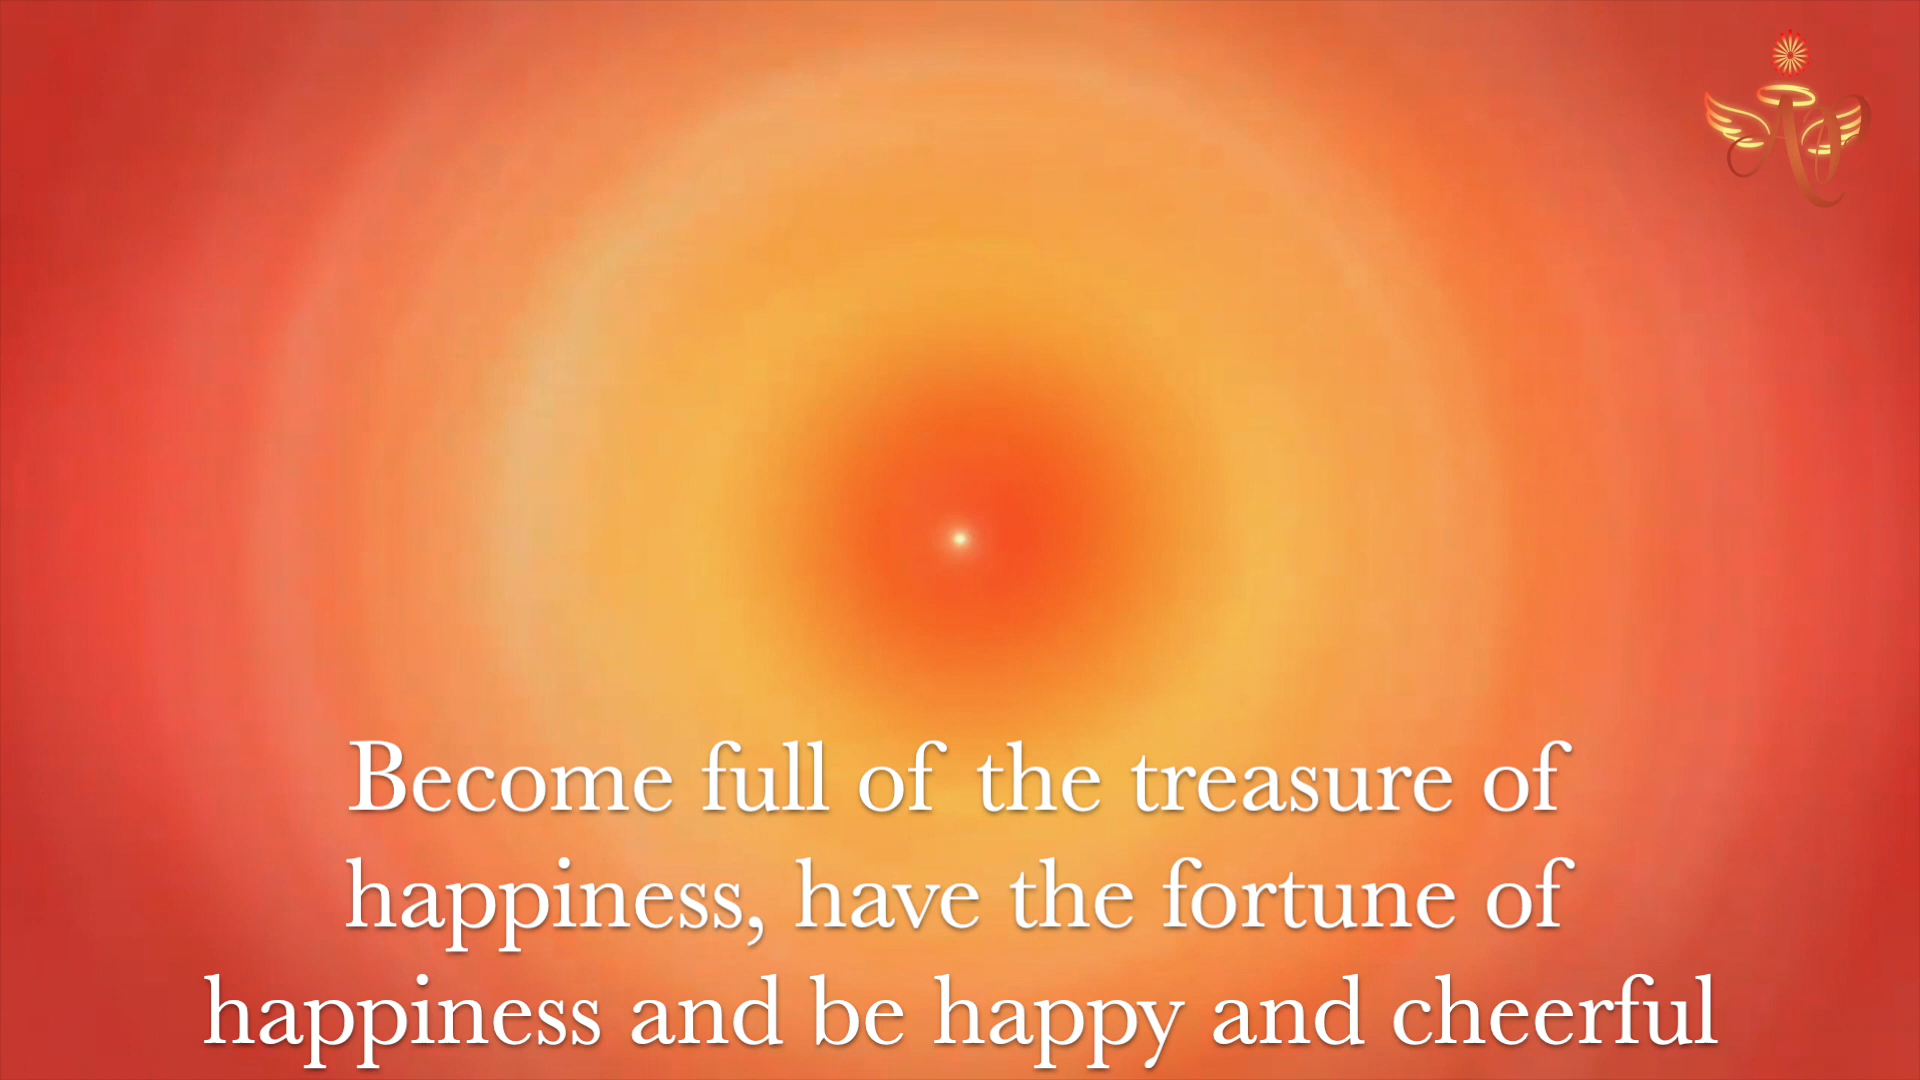 Become full of the treasure of
happiness, have the fortune of
happiness and be happy and cheerful